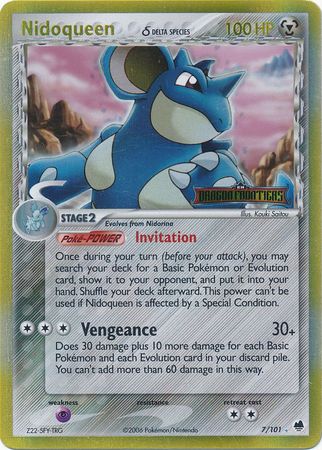 Nidoqueen δ DELTA SPECIES 100 HP
DRAGON FRONTIERS
Illus. Kouki Saitou
STAGE 2
Evolves from Nidorina
Poké-POWER Invitation
Once during your turn (before your attack), you may
search your deck for a Basic Pokémon or Evolution
card, show it to your opponent, and put it into your
hand. Shuffle your deck afterward. This power can't be
used if Nidoqueen is affected by a Special Condition.
Vengeance 30+
Does 30 damage plus 10 more for each Basic
Pokémon and each Evolution card in your discard pile.
You can't add more than 60 damage in this way.
weakness resistance retreat cost
Z22-5FY-TRG ©2006 Pokémon/Nintendo 7/101